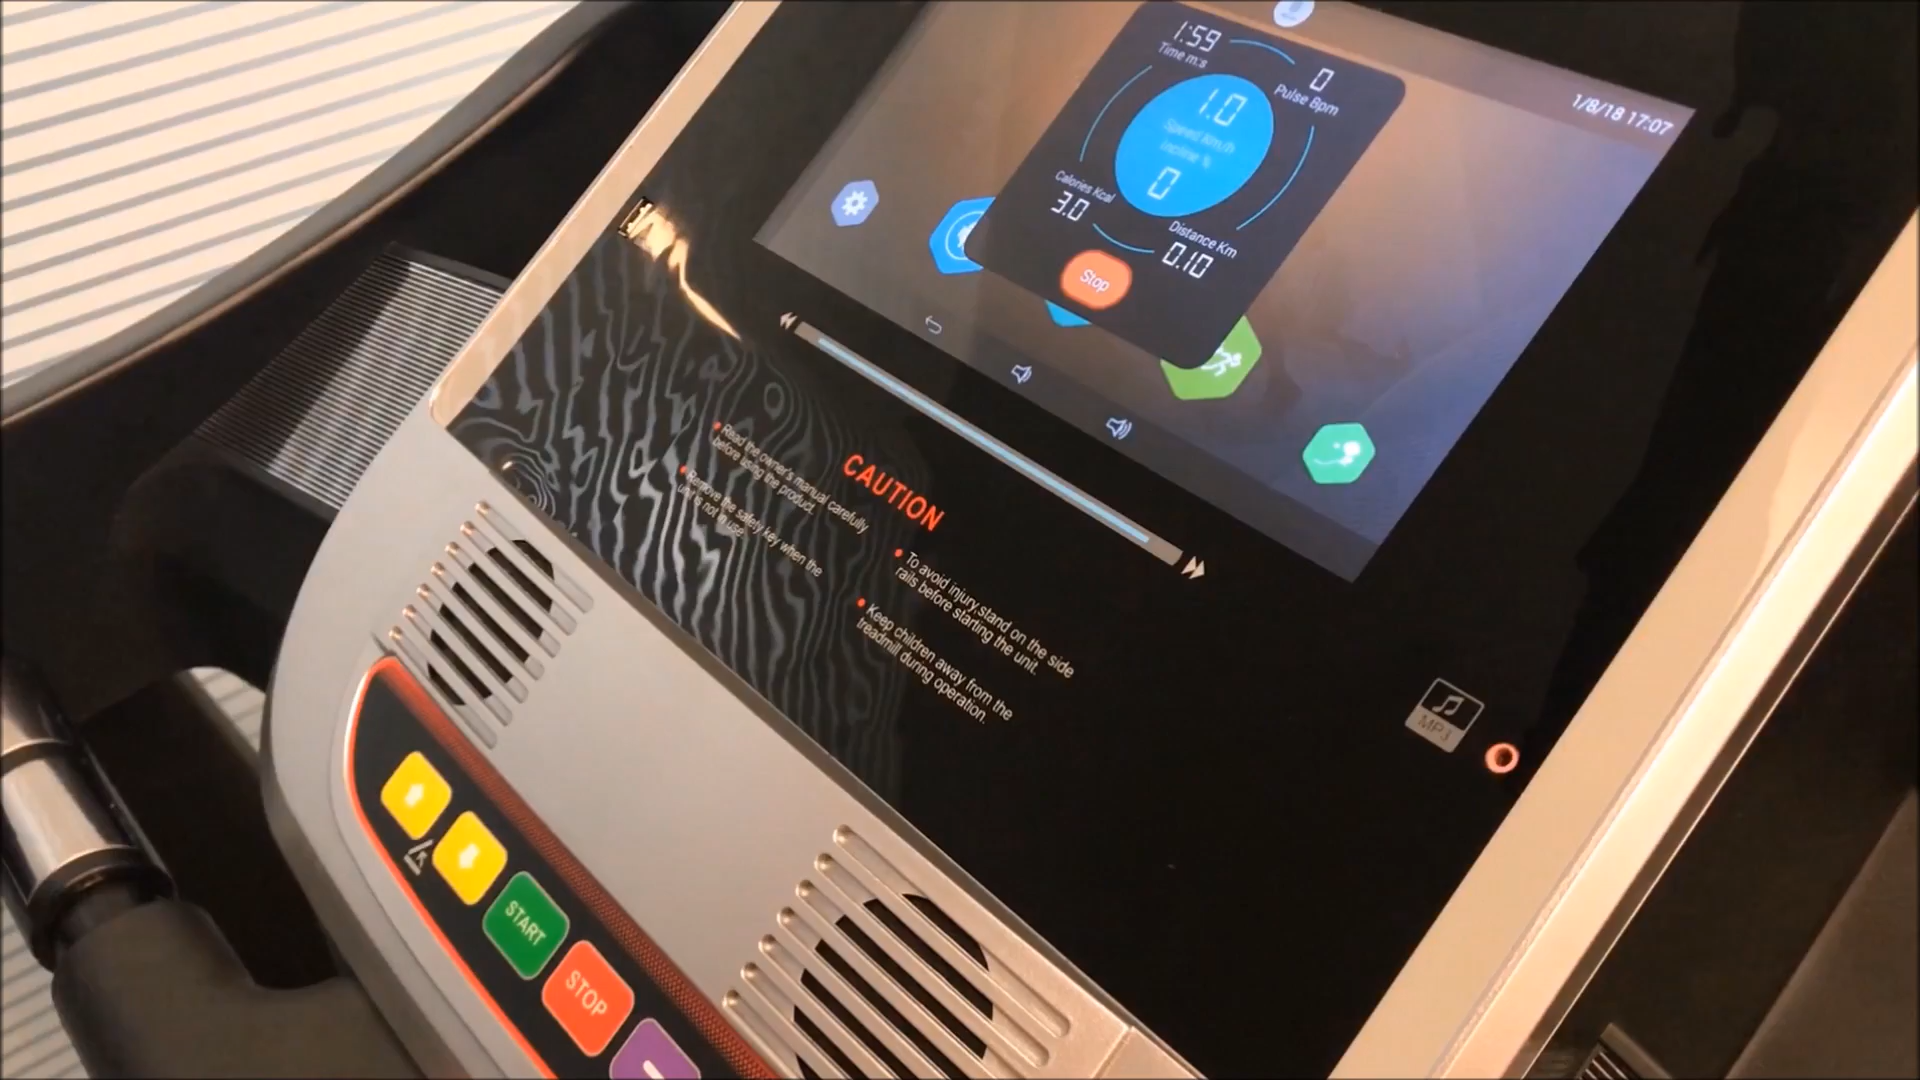 1:59
Time m:s
0
Pulse Bpm
1.0
Speed km/h
Incline %
0
Calories Kcal
3.0
Distance Km
0.10
Stop
1/8/18 17:07
CAUTION
Read the owner's manual carefully
before using the product.
Remove the safety key when the
unit is not in use
To avoid injury,stand on the side
rails before starting the unit.
Keep children away from the
treadmill during operation.
MP3
START
STOP